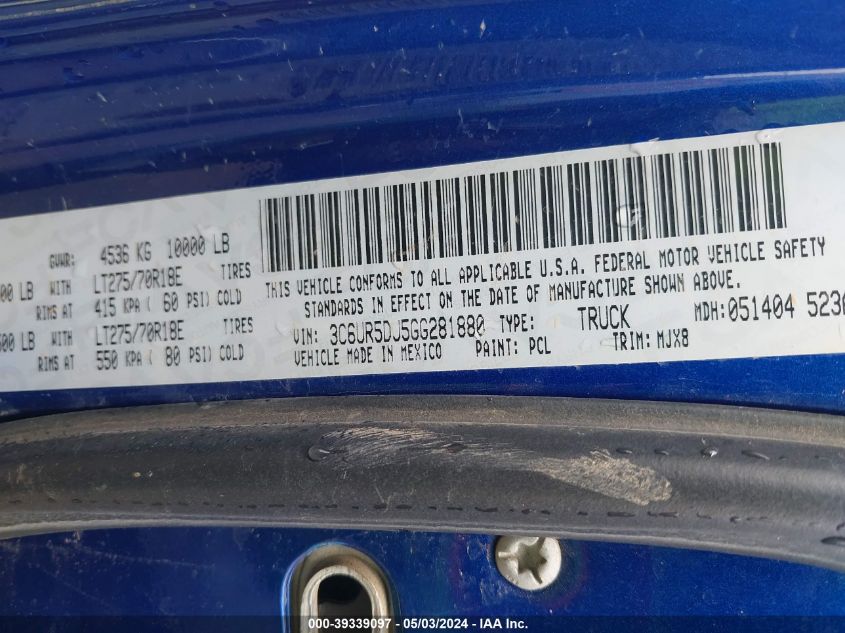 GVWR: 4536 KG 10000 LB
00 LB WITH LT275/70R18E TIRES
RIMS AT 415 KPA ( 60 PSI) COLD
500 LB WITH LT275/70R18E TIRES
RIMS AT 550 KPA ( 80 PSI) COLD
THIS VEHICLE CONFORMS TO ALL APPLICABLE U.S.A. FEDERAL MOTOR VEHICLE SAFETY
STANDARDS IN EFFECT ON THE DATE OF MANUFACTURE SHOWN ABOVE.
VIN: 3C6UR5DJ5GG281880 TYPE: TRUCK MDH:051404 523
VEHICLE MADE IN MEXICO PAINT: PCL TRIM: MJX8
000-39339097 - 05/03/2024 - IAA Inc.